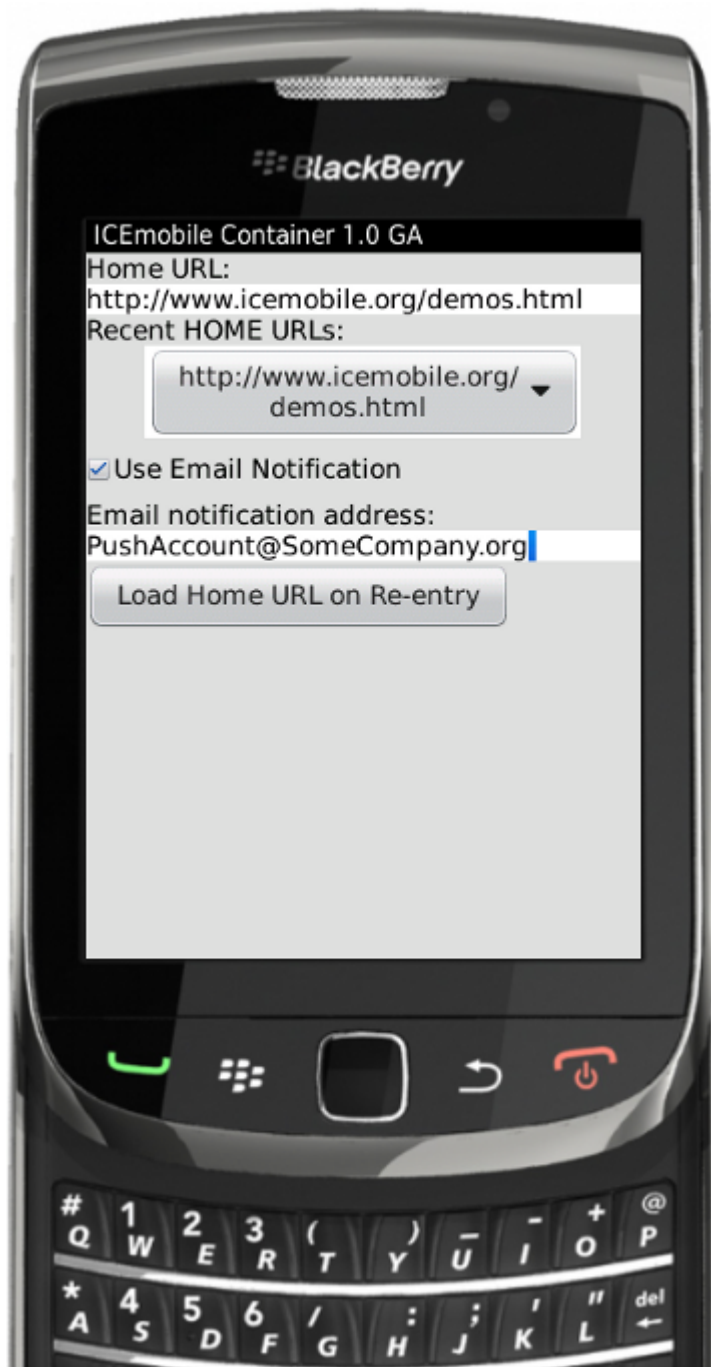 BlackBerry
ICEmobile Container 1.0 GA
Home URL:
http://www.icemobile.org/demos.html
Recent HOME URLs:
http://www.icemobile.org/
demos.html
Use Email Notification
Email notification address:
PushAccount@SomeCompany.org
Load Home URL on Re-entry
# 1 2 3 ( ) _ - + @
Q W E R T Y U I O P
* 4 5 6 / : ; ' " del
A S D F G H J K L